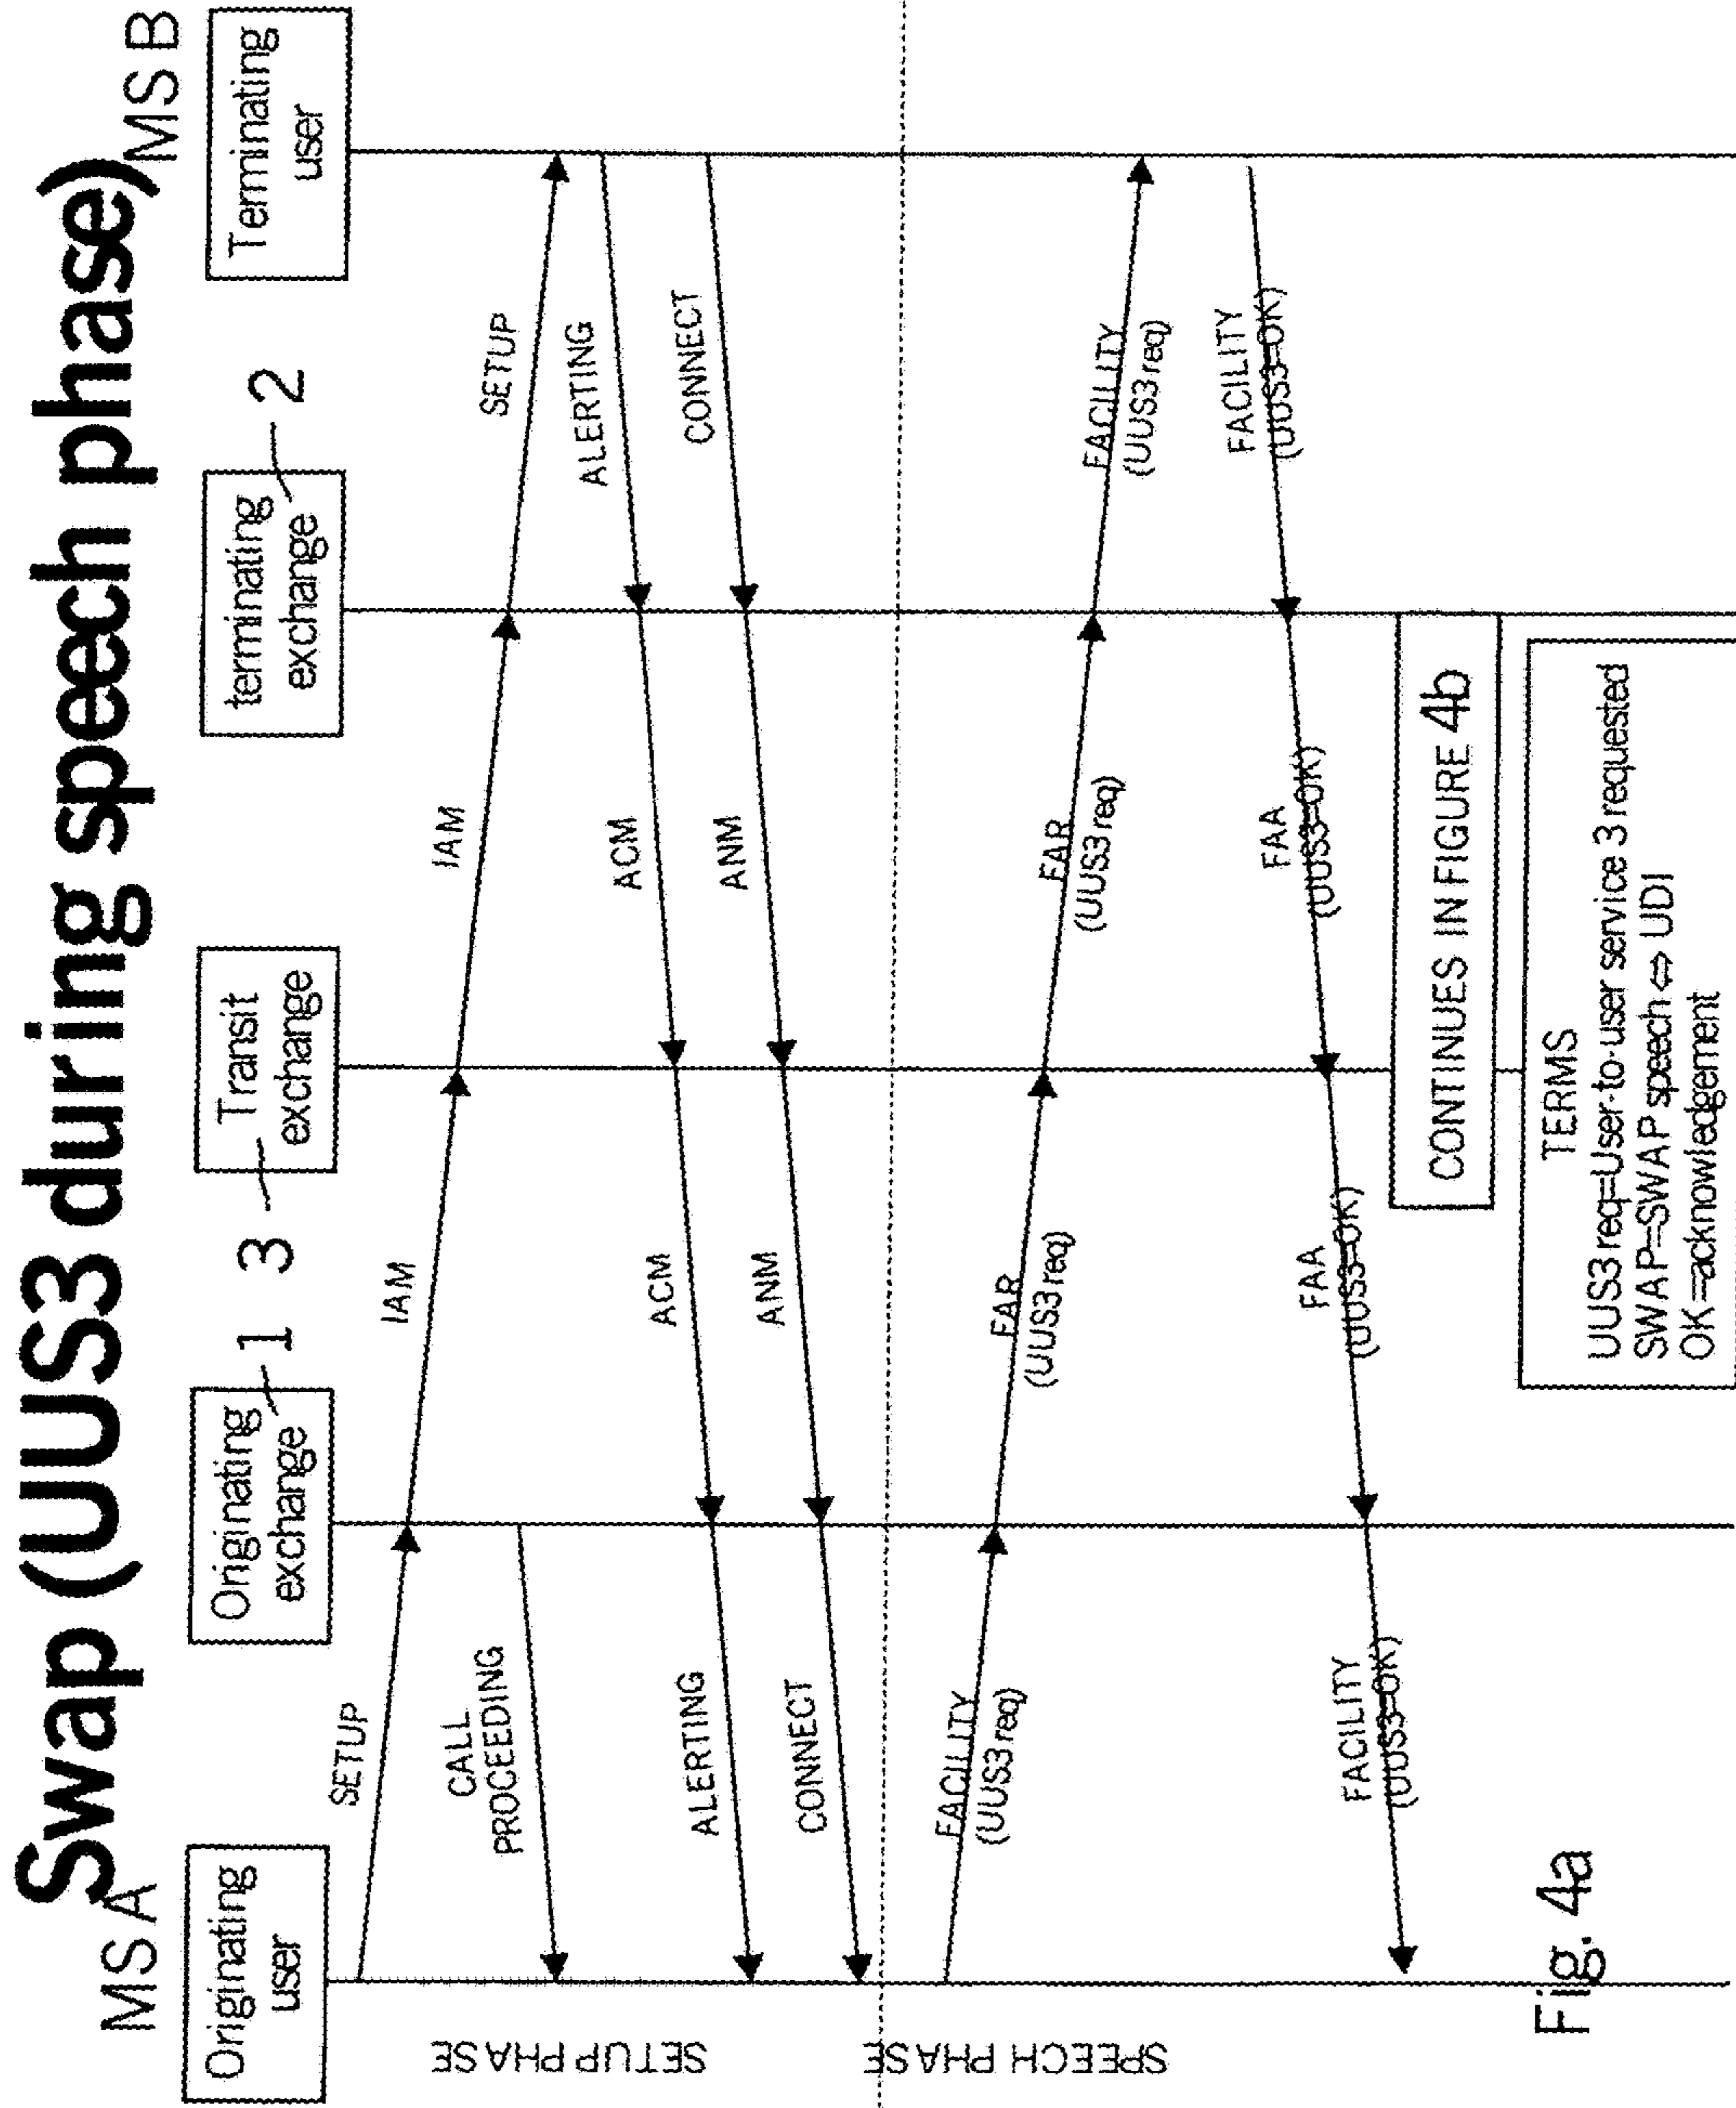 Swap (UUS3 during speech phase)
MS A
MS B
Originating
user
Originating
exchange
1
3
Transit
exchange
terminating
exchange
2
Terminating
user
SETUP PHASE
SETUP
IAM
IAM
SETUP
CALL
PROCEEDING
ALERTING
ACM
ACM
ALERTING
CONNECT
ANM
ANM
CONNECT
SPEECH PHASE
FACILITY
(UUS3 req)
FAR
(UUS3 req)
FAR
(UUS3 req)
FACILITY
(UUS3 req)
FACILITY
(UUS3=OK)
FAA
(UUS3=OK)
FAA
(UUS3=OK)
FACILITY
(UUS3=OK)
CONTINUES IN FIGURE 4b
TERMS
UUS3 req=User-to-user service 3 requested
SWAP=SWAP speech ⇔ UDI
OK=acknowledgement
Fig. 4a